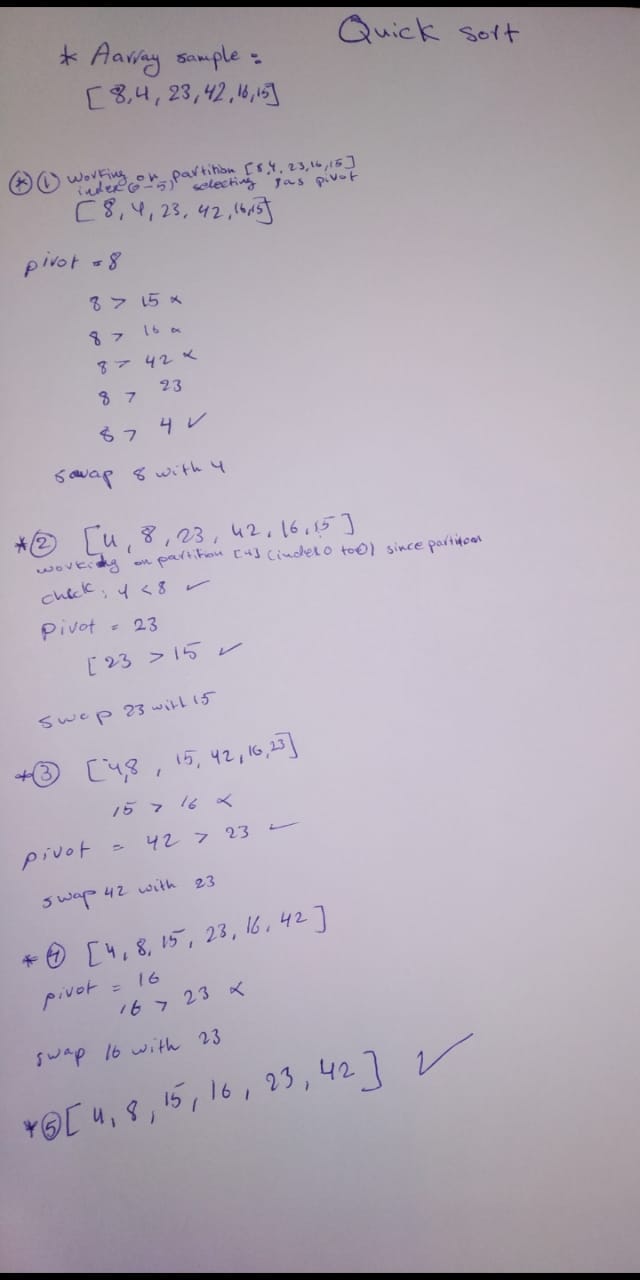 Quick sort
* Aarray sample :
[ 8,4, 23, 42, 16, 15]
* ① working on partition [8,4, 23, 16, 15]
index (0-5) selecting 8 as pivot
[ 8, 4, 23, 42, 16, 15]
pivot = 8
8 > 15 x
8 > 16 x
8 > 42 x
8 > 23
8 > 4 ✓
swap 8 with 4
* ② [4, 8, 23, 42, 16, 15]
working on partition [4] (index 0 to 0) since partition
check: 4 < 8 ✓
pivot = 23
[ 23 > 15 ✓
swap 23 with 15
* ③ [4,8, 15, 42, 16, 23]
15 > 16 x
pivot = 42 > 23 ✓
swap 42 with 23
* ④ [4, 8, 15, 23, 16, 42]
pivot = 16
16 > 23 x
swap 16 with 23
* ⑤ [4, 8, 15, 16, 23, 42] ✓